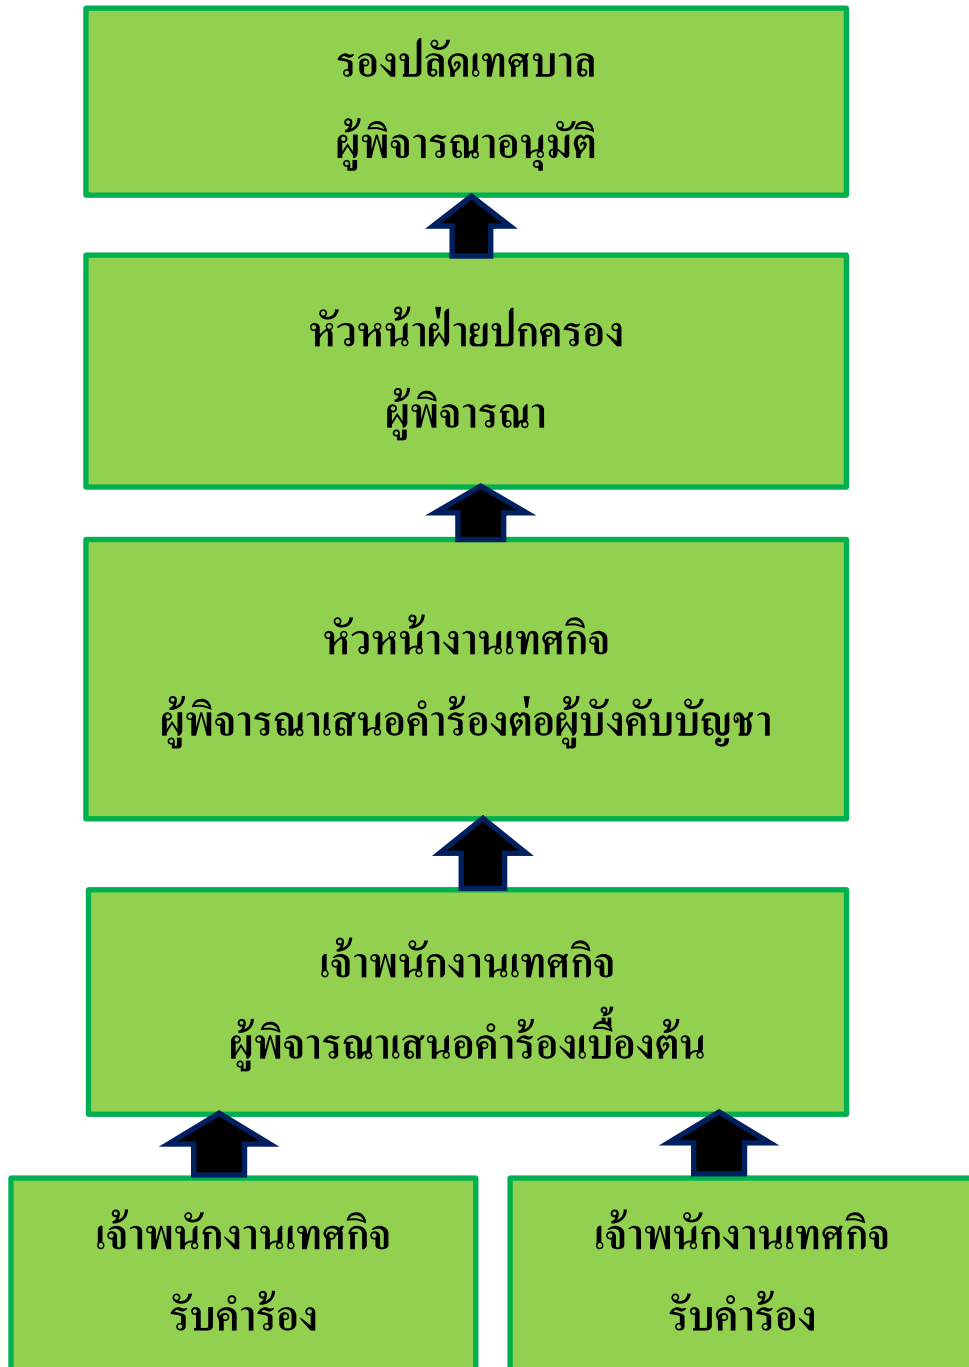 รองปลัดเทศบาล
ผู้พิจารณาอนุมัติ
หัวหน้าฝ่ายปกครอง
ผู้พิจารณา
หัวหน้างานเทศกิจ
ผู้พิจารณาเสนอคำร้องต่อผู้บังคับบัญชา
เจ้าพนักงานเทศกิจ
ผู้พิจารณาเสนอคำร้องเบื้องต้น
เจ้าพนักงานเทศกิจ
รับคำร้อง
เจ้าพนักงานเทศกิจ
รับคำร้อง